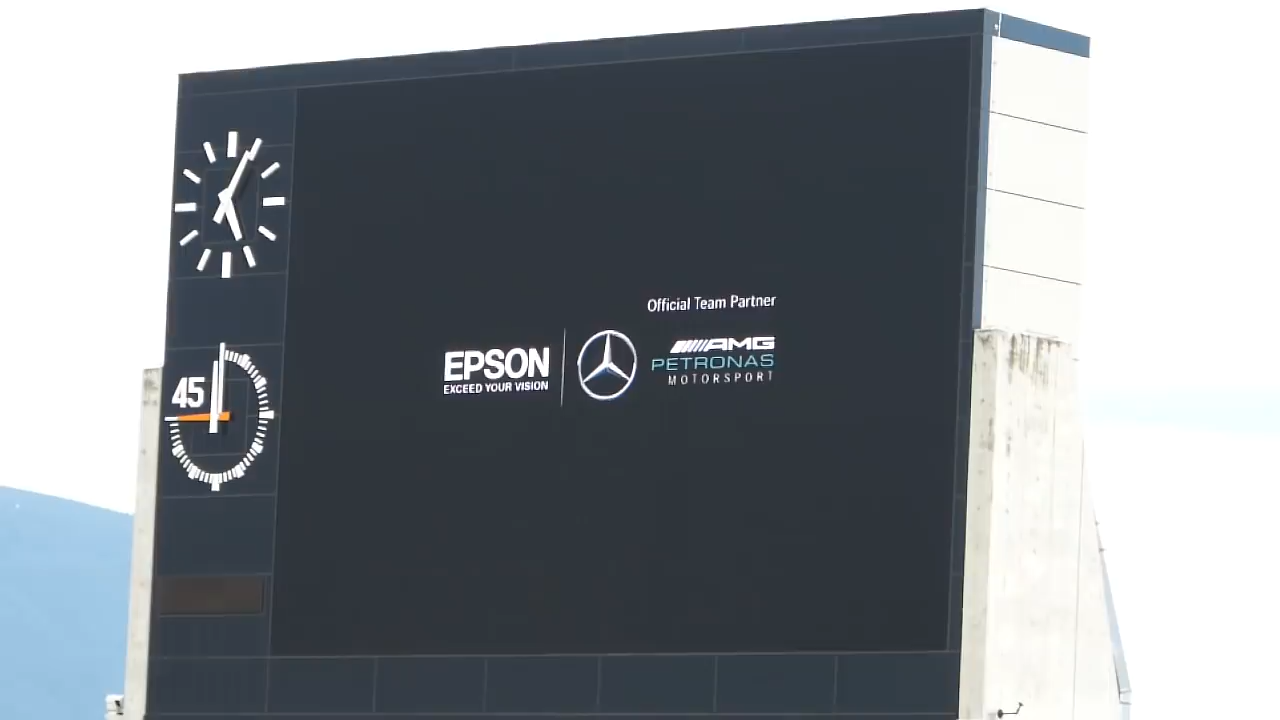 45
Official Team Partner
EPSON
EXCEED YOUR VISION
AMG
PETRONAS
MOTORSPORT